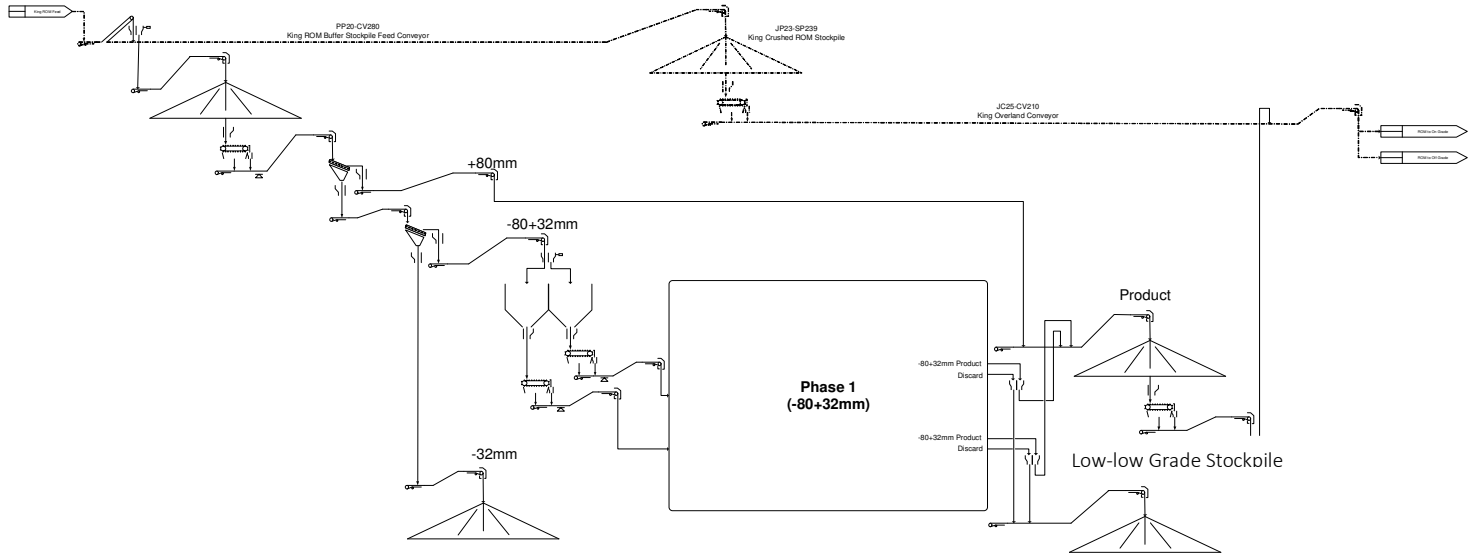 King ROM Feed
PP20-CV280
King ROM Buffer Stockpile Feed Conveyor
JP23-SP239
King Crushed ROM Stockpile
JC25-CV210
King Overland Conveyor
ROM to On Grade
ROM to Off Grade
+80mm
-80+32mm
Product
-80+32mm Product
Discard
Phase 1
(-80+32mm)
-80+32mm Product
Discard
-32mm
Low-low Grade Stockpile